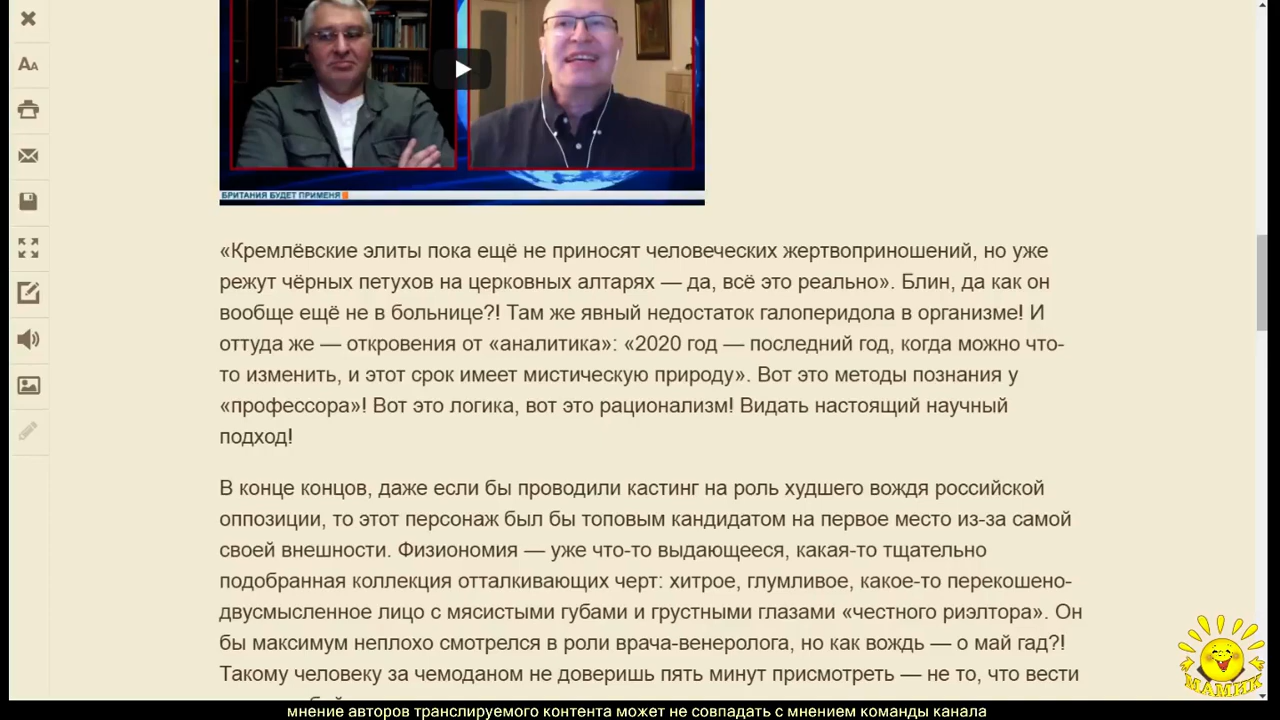 БРИТАНИЯ БУДЕТ ПРИМЕНЯ
«Кремлёвские элиты пока ещё не приносят человеческих жертвоприношений, но уже
режут чёрных петухов на церковных алтарях — да, всё это реально». Блин, да как он
вообще ещё не в больнице?! Там же явный недостаток галоперидола в организме! И
оттуда же — откровения от «аналитика»: «2020 год — последний год, когда можно что-
то изменить, и этот срок имеет мистическую природу». Вот это методы познания у
«профессора»! Вот это логика, вот это рационализм! Видать настоящий научный
подход!
В конце концов, даже если бы проводили кастинг на роль худшего вождя российской
оппозиции, то этот персонаж был бы топовым кандидатом на первое место из-за самой
своей внешности. Физиономия — уже что-то выдающееся, какая-то тщательно
подобранная коллекция отталкивающих черт: хитрое, глумливое, какое-то перекошено-
двусмысленное лицо с мясистыми губами и грустными глазами «честного риэлтора». Он
бы максимум неплохо смотрелся в роли врача-венеролога, но как вождь — о май гад?!
Такому человеку за чемоданом не доверишь пять минут присмотреть — не то, что вести
МАМИК
мнение авторов транслируемого контента может не совпадать с мнением команды канала